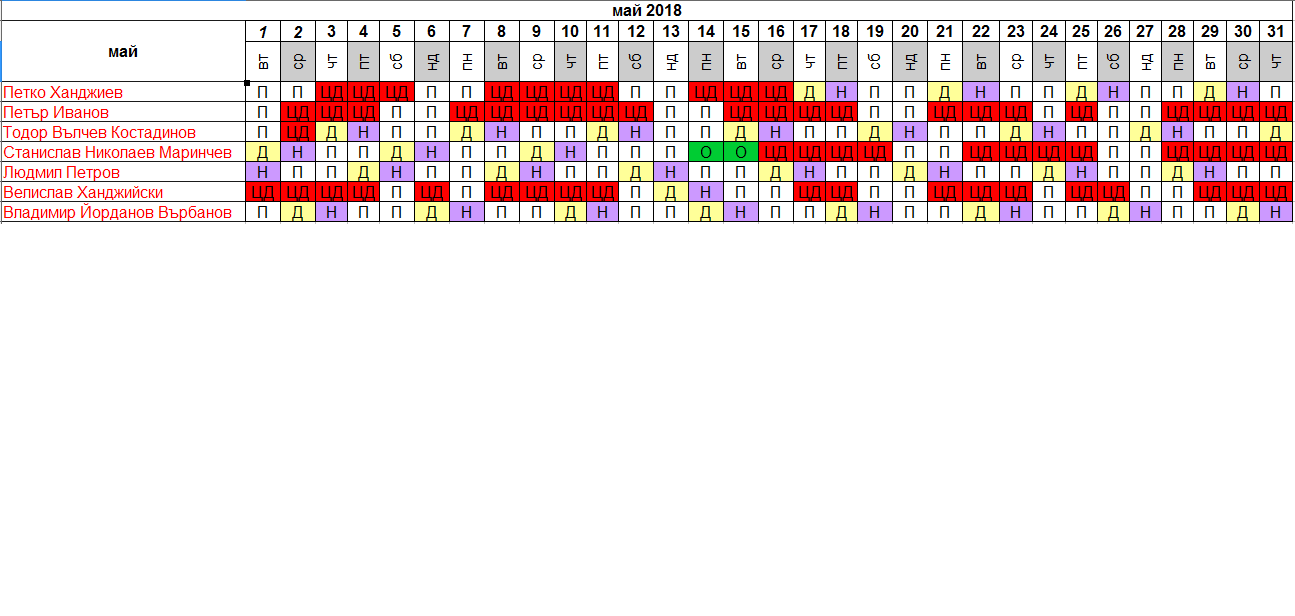 май 2018
май 1 2 3 4 5 6 7 8 9 10 11 12 13 14 15 16 17 18 19 20 21 22 23 24 25 26 27 28 29 30 31
вт ср чт пт сб нд пн вт ср чт пт сб нд пн вт ср чт пт сб нд пн вт ср чт пт сб нд пн вт ср чт
Петко Ханджиев П П ЦД ЦД ЦД П П ЦД ЦД ЦД ЦД П П ЦД ЦД ЦД Д Н П П Д Н П П Д Н П П Д Н П
Петър Иванов П ЦД ЦД ЦД П П ЦД ЦД ЦД ЦД ЦД ЦД П П ЦД ЦД ЦД ЦД П П ЦД ЦД ЦД П ЦД П П ЦД ЦД ЦД ЦД
Тодор Вълчев Костадинов П ЦД Д Н П П Д Н П П Д Н П П Д Н П П Д Н П П Д Н П П Д Н П П Д
Станислав Николаев Маринчев Д Н П П Д Н П П Д Н П П П О О ЦД ЦД ЦД ЦД П П ЦД ЦД ЦД ЦД П П ЦД ЦД ЦД ЦД
Людмил Петров Н П П Д Н П П Д Н П П Д Н П П Д Н П П Д Н П П Д Н П П Д Н П П
Велислав Ханджийски ЦД ЦД ЦД ЦД П ЦД П ЦД ЦД ЦД ЦД П Д Н П П ЦД ЦД П П ЦД ЦД ЦД П ЦД ЦД П П ЦД ЦД ЦД
Владимир Йорданов Върбанов П Д Н П П Д Н П П Д Н П П Д Н П П Д Н П П Д Н П П Д Н П П Д Н